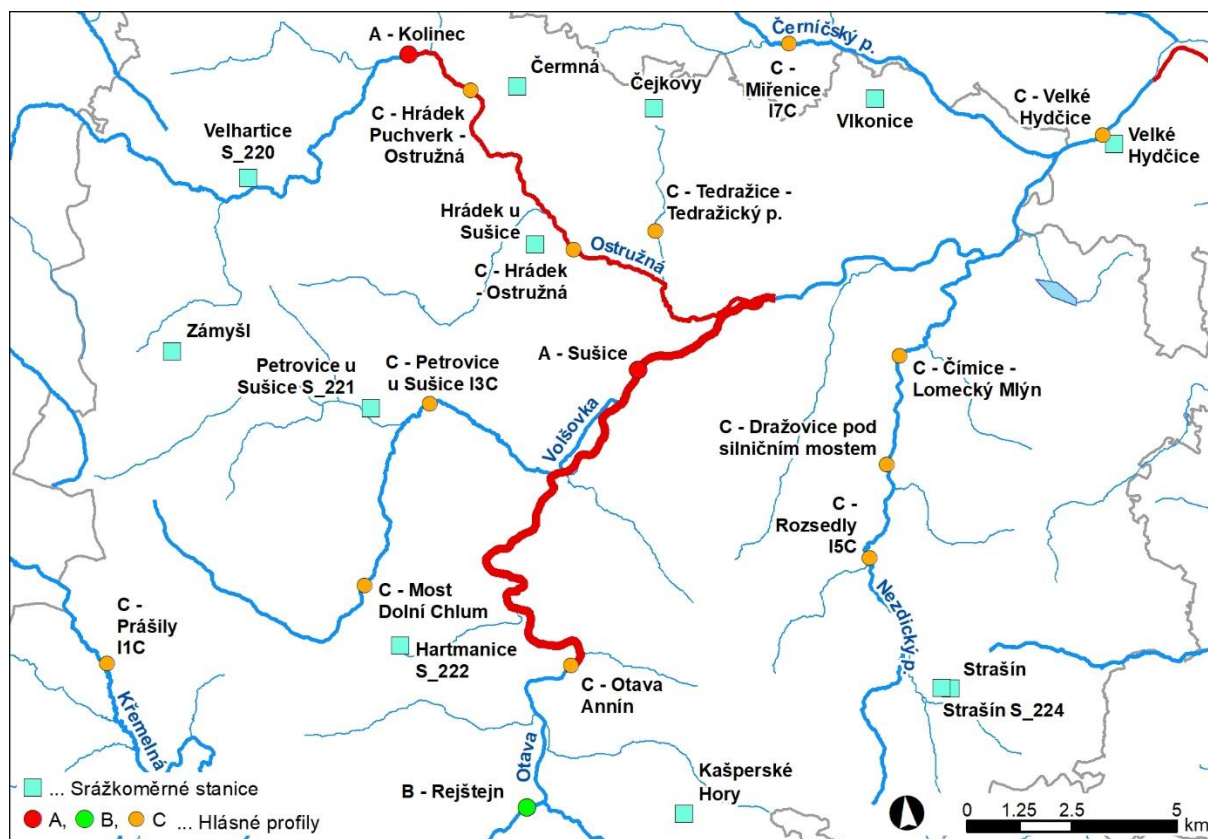 A - Kolinec
Černíčský p.
Čermná
Čejkovy
C -
Miřenice
I7C
Vlkonice
C - Velké
Hydčice
Velké
Hydčice
C - Hrádek
Puchverk -
Ostružná
Velhartice
S_220
C - Tedražice -
Tedražický p.
Hrádek u
Sušice
Ostružná
C - Hrádek
- Ostružná
Zámyšl
Petrovice u
Sušice S_221
C - Petrovice
u Sušice I3C
A - Sušice
C - Čímice -
Lomecký Mlýn
Volšovka
C - Dražovice pod
silničním mostem
C -
Rozsedly
I5C
C - Most
Dolní Chlum
Nezdický p.
C -
Prášily
I1C
Hartmanice
S_222
C - Otava
Annín
Strašín
Strašín S_224
Křemelná
Otava
B - Rejštejn
Kašperské
Hory
... Srážkoměrné stanice
A, B, C ... Hlásné profily
0 1.25 2.5 5
km